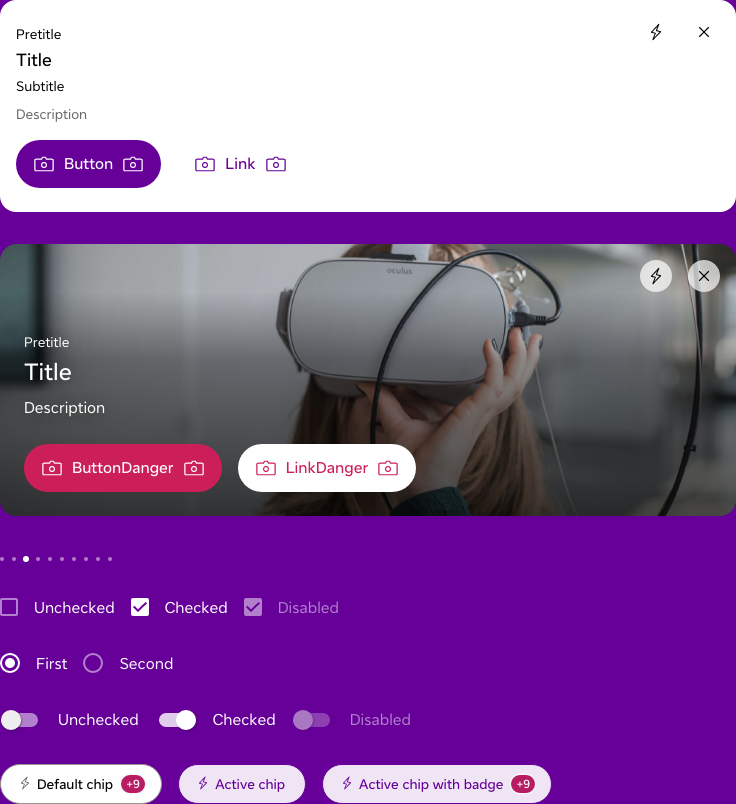 Pretitle
Title
Subtitle
Description
Button Link
oculus
Pretitle
Title
Description
ButtonDanger LinkDanger
Unchecked Checked Disabled
First Second
Unchecked Checked Disabled
Default chip +9 Active chip Active chip with badge +9